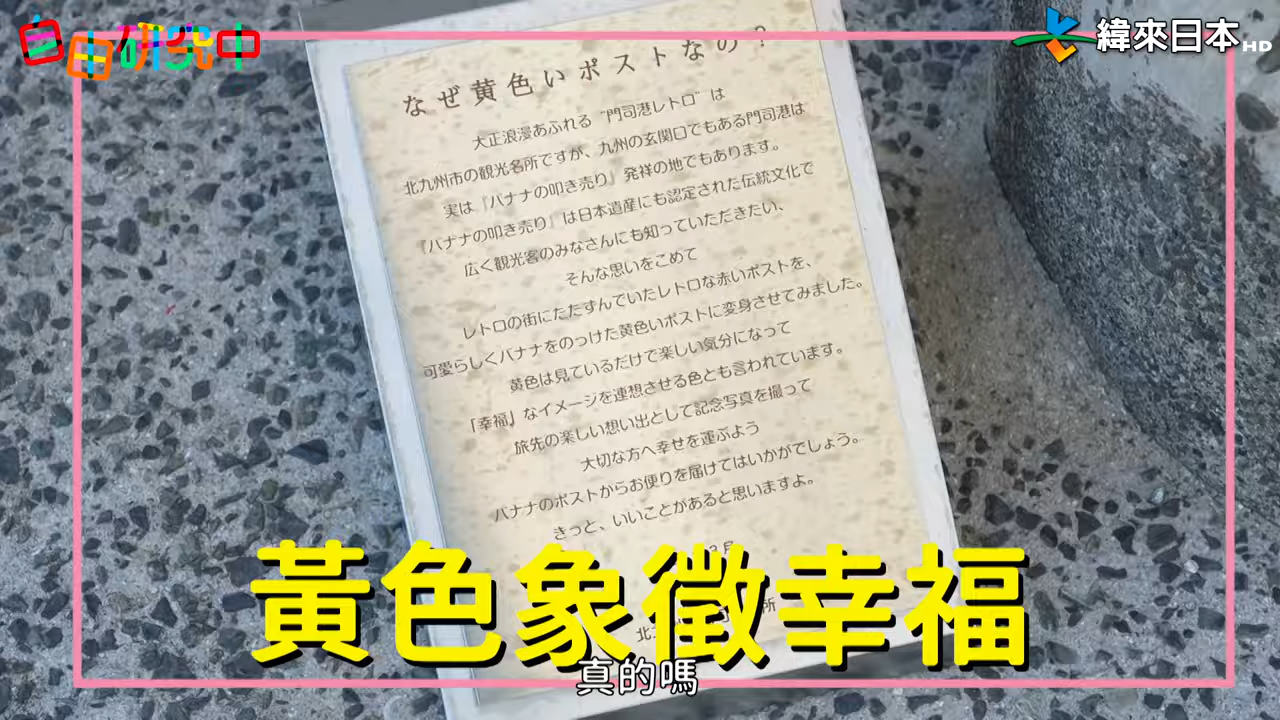 自由研究中
緯來日本HD
なぜ黄色いポストなの？
大正浪漫あふれる“門司港レトロ”は
北九州市の観光名所ですが、九州の玄関口でもある門司港は
実は『バナナの叩き売り』発祥の地でもあります。
『バナナの叩き売り』は日本遺産にも認定された伝統文化で
広く観光客のみなさんにも知っていただきたい、
そんな思いをこめて
レトロの街にたたずんでいたレトロな赤いポストを、
可愛らしくバナナをのっけた黄色いポストに変身させてみました。
黄色は見ているだけで楽しい気分になって
「幸福」なイメージを連想させる色とも言われています。
旅先の楽しい想い出として記念写真を撮って
大切な方へ幸せを運ぶよう
バナナのポストからお便りを届けてはいかがでしょう。
きっと、いいことがあると思いますよ。
黃色象徵幸福
真的嗎